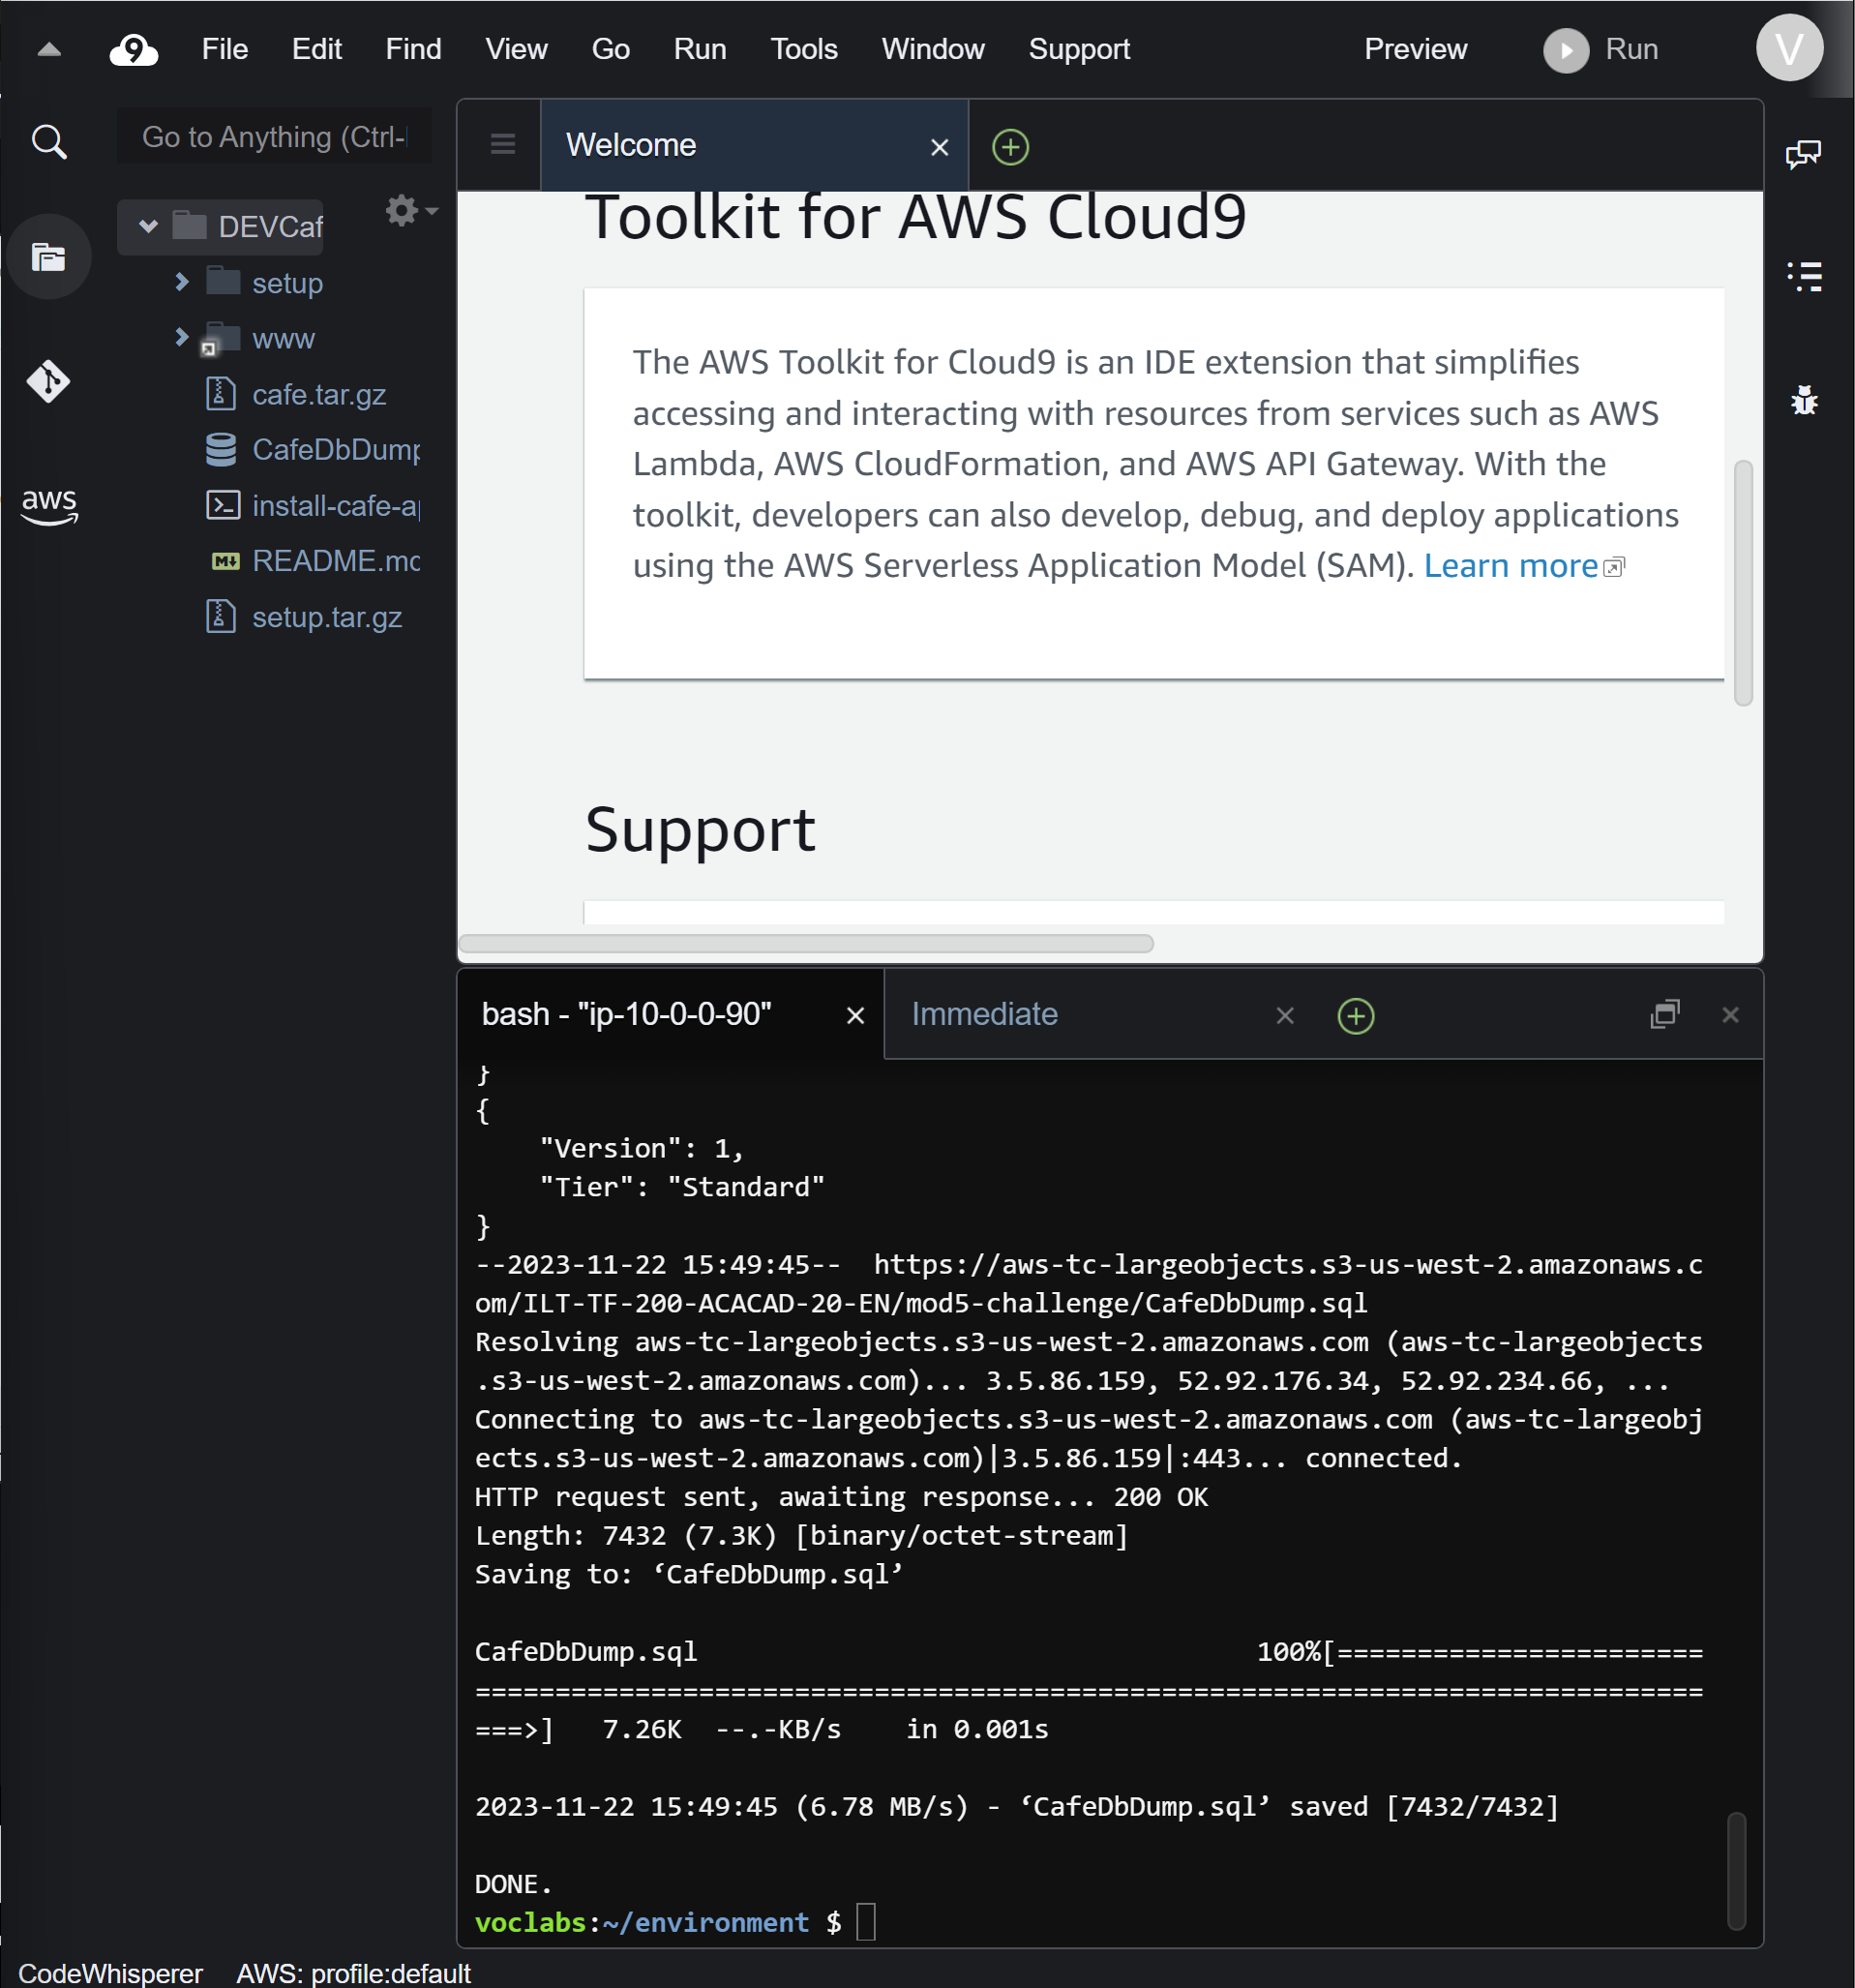 File Edit Find View Go Run Tools Window Support Preview Run V
Go to Anything (Ctrl-
Welcome
DEVCaf
setup
www
cafe.tar.gz
CafeDbDump
install-cafe-a
README.mc
setup.tar.gz
aws
Toolkit for AWS Cloud9
The AWS Toolkit for Cloud9 is an IDE extension that simplifies
accessing and interacting with resources from services such as AWS
Lambda, AWS CloudFormation, and AWS API Gateway. With the
toolkit, developers can also develop, debug, and deploy applications
using the AWS Serverless Application Model (SAM). Learn more
Support
bash - "ip-10-0-0-90"
Immediate
}
{
    "Version": 1,
    "Tier": "Standard"
}
--2023-11-22 15:49:45--  https://aws-tc-largeobjects.s3-us-west-2.amazonaws.c
om/ILT-TF-200-ACACAD-20-EN/mod5-challenge/CafeDbDump.sql
Resolving aws-tc-largeobjects.s3-us-west-2.amazonaws.com (aws-tc-largeobjects
.s3-us-west-2.amazonaws.com)... 3.5.86.159, 52.92.176.34, 52.92.234.66, ...
Connecting to aws-tc-largeobjects.s3-us-west-2.amazonaws.com (aws-tc-largeobj
ects.s3-us-west-2.amazonaws.com)|3.5.86.159|:443... connected.
HTTP request sent, awaiting response... 200 OK
Length: 7432 (7.3K) [binary/octet-stream]
Saving to: ‘CafeDbDump.sql’
CafeDbDump.sql                                   100%[=======================
=============================================================================
===>]   7.26K  --.-KB/s    in 0.001s
2023-11-22 15:49:45 (6.78 MB/s) - ‘CafeDbDump.sql’ saved [7432/7432]
DONE.
voclabs:~/environment $
CodeWhisperer AWS: profile:default